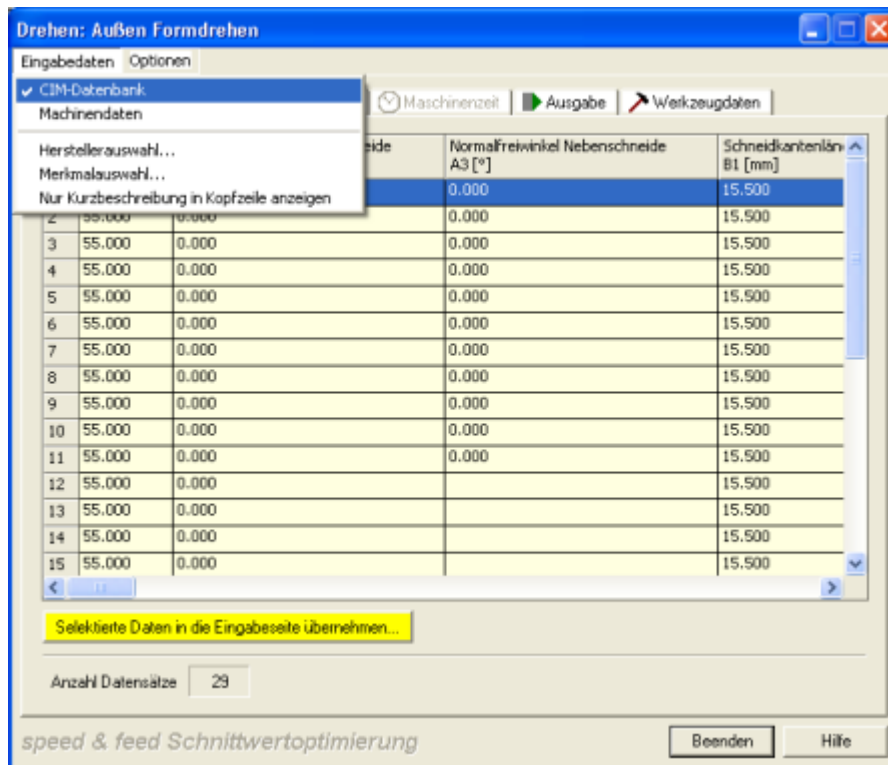 Drehen: Außen Formdrehen
Eingabedaten Optionen
CIM-Datenbank
Machinendaten
Herstellerauswahl...
Merkmalauswahl...
Nur Kurzbeschreibung in Kopfzeile anzeigen
Maschinenzeit Ausgabe Werkzeugdaten
eide Normalfreiwinkel Nebenschneide Schneidkantenlän
A3 [°] B1 [mm]
0.000 15.500
2 55.000 0.000 0.000 15.500
3 55.000 0.000 0.000 15.500
4 55.000 0.000 0.000 15.500
5 55.000 0.000 0.000 15.500
6 55.000 0.000 0.000 15.500
7 55.000 0.000 0.000 15.500
8 55.000 0.000 0.000 15.500
9 55.000 0.000 0.000 15.500
10 55.000 0.000 0.000 15.500
11 55.000 0.000 0.000 15.500
12 55.000 0.000 15.500
13 55.000 0.000 15.500
14 55.000 0.000 15.500
15 55.000 0.000 15.500
Selektierte Daten in die Eingabeseite übernehmen...
Anzahl Datensätze 29
speed & feed Schnittwertoptimierung
Beenden Hilfe